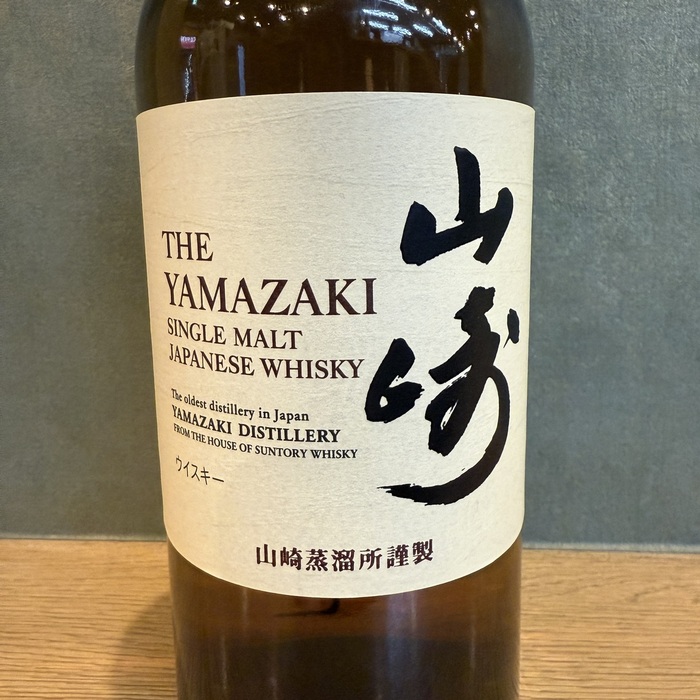 山崎
THE
YAMAZAKI
SINGLE MALT
JAPANESE WHISKY
The oldest distillery in Japan
YAMAZAKI DISTILLERY
FROM THE HOUSE OF SUNTORY WHISKY
ウイスキー
山崎蒸溜所謹製